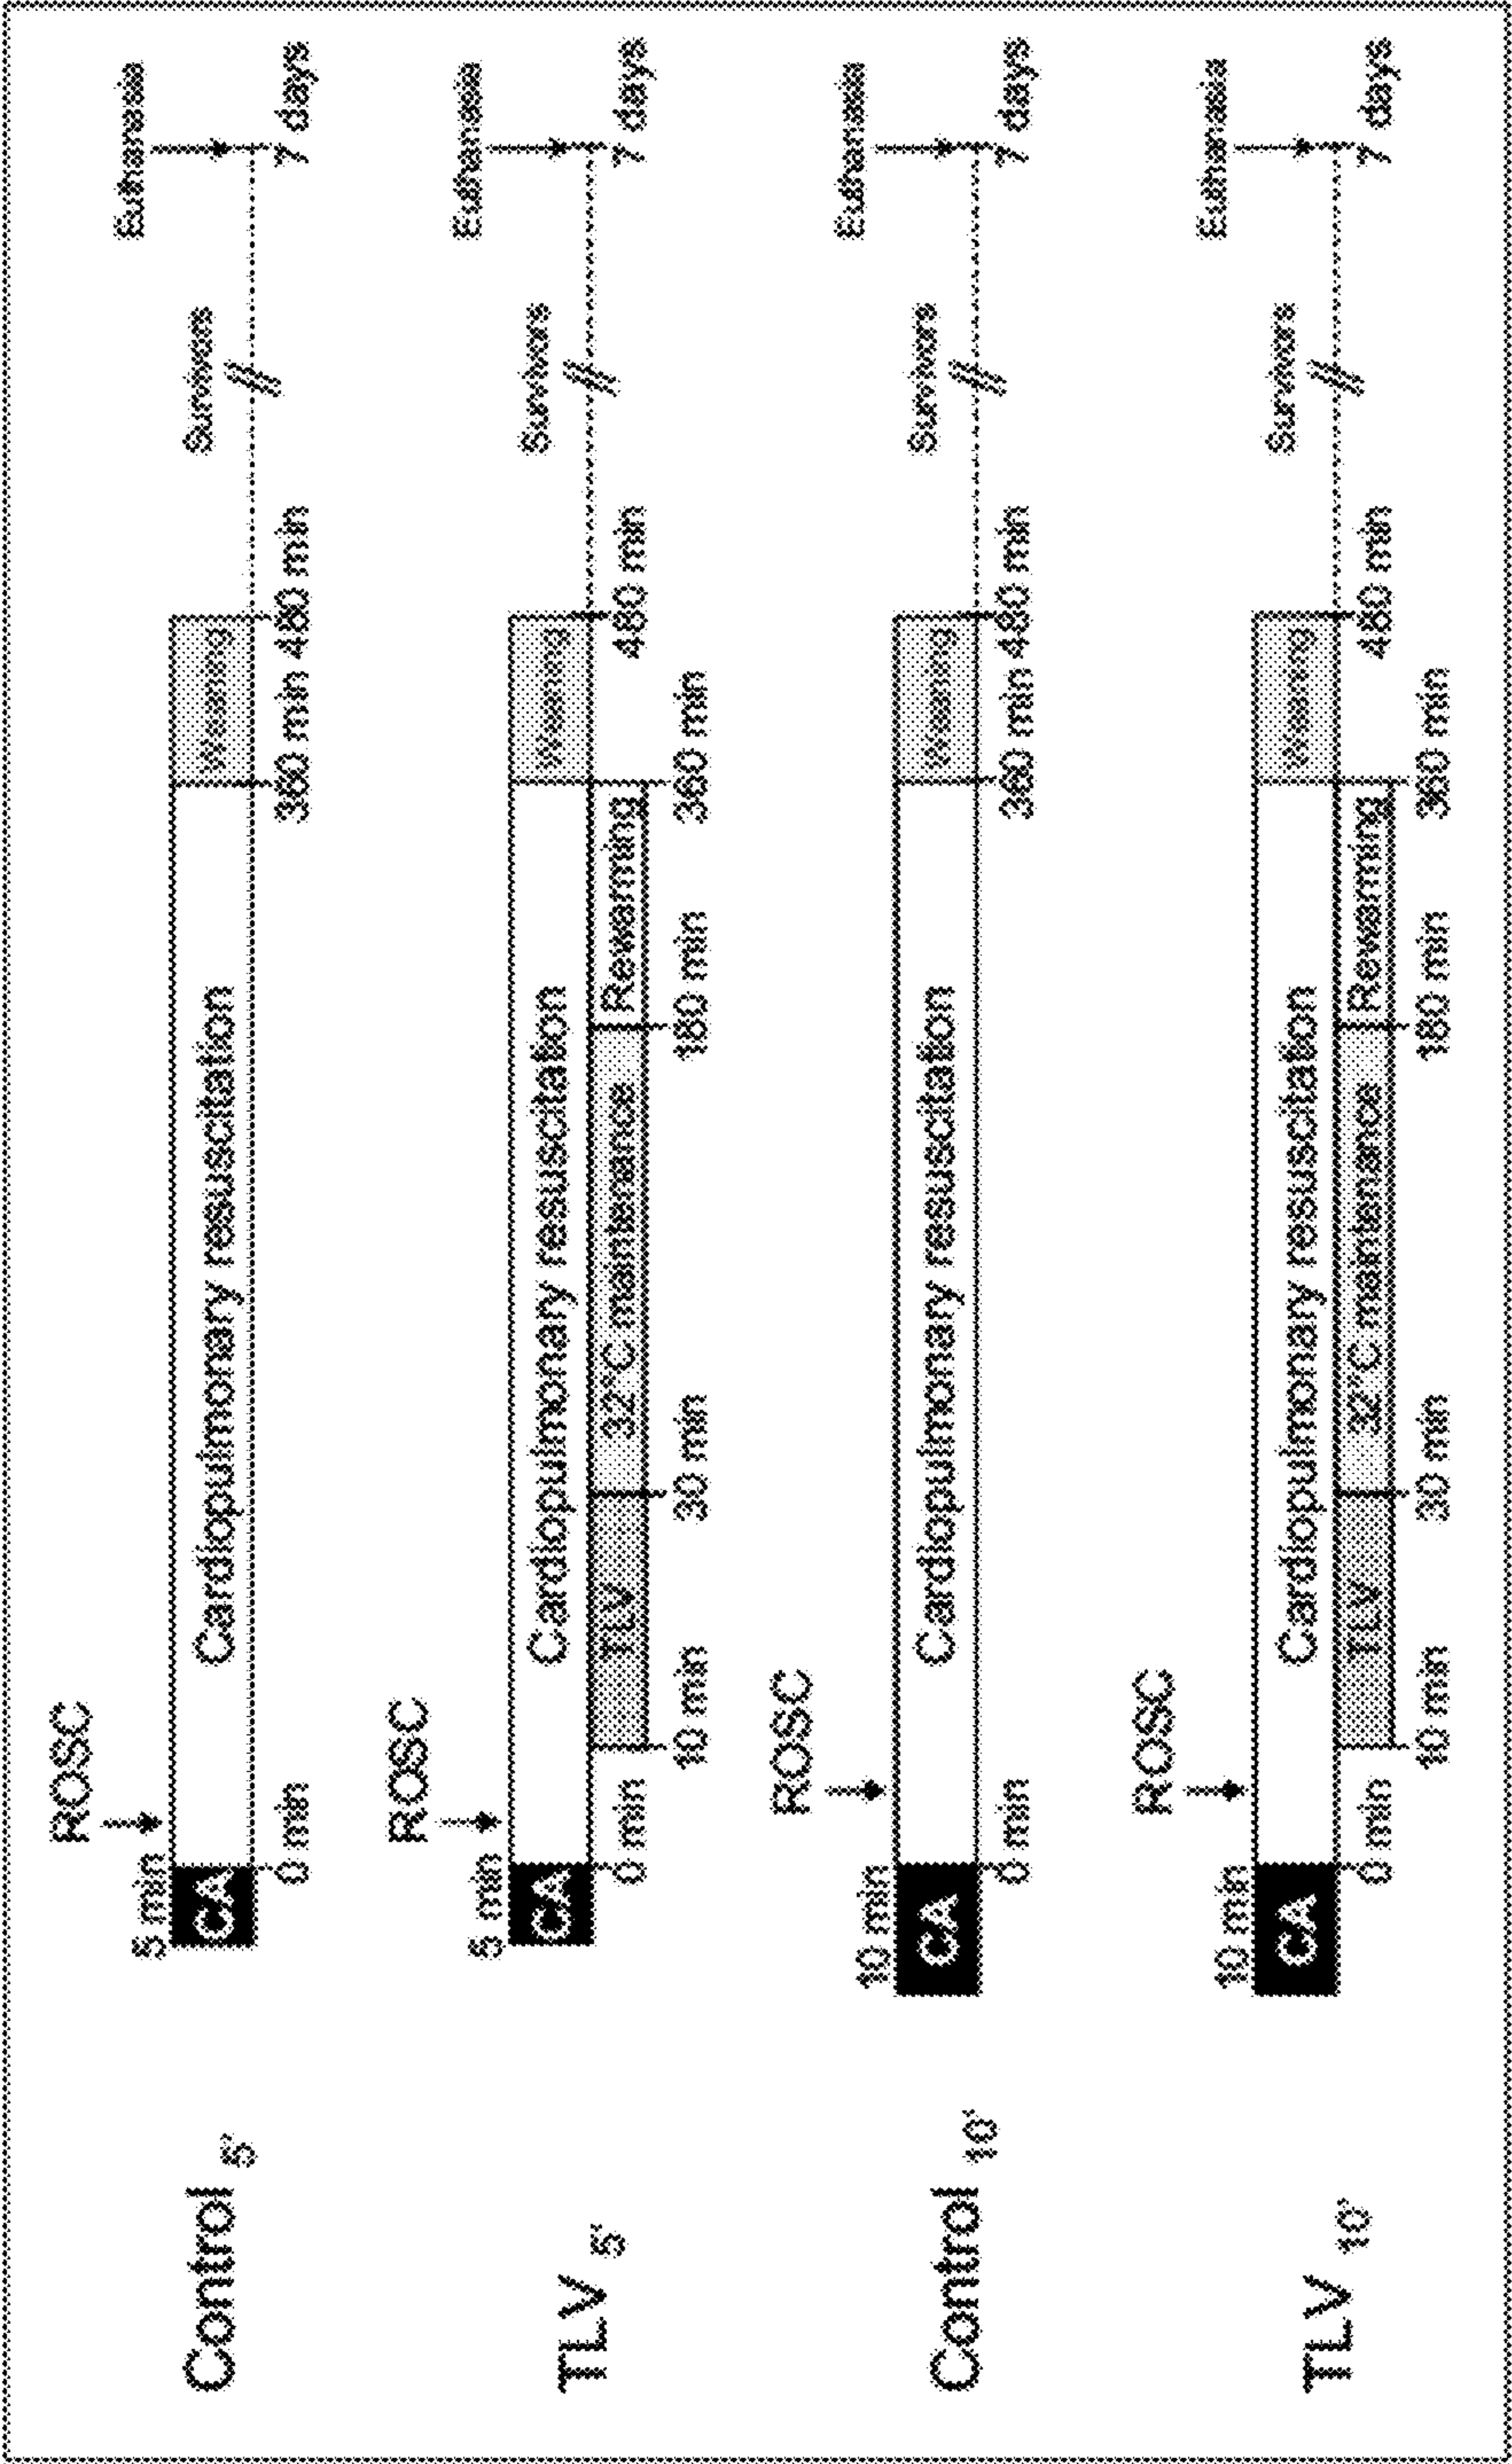 ROSC
Euthanasia
5 min
Survivors
Control 5'
CA
Cardiopulmonary resuscitation
Weaning
0 min
360 min
480 min
7 days
ROSC
Euthanasia
5 min
Survivors
TLV 5'
CA
Cardiopulmonary resuscitation
Weaning
TLV
32°C maintenance
Rewarming
0 min
480 min
7 days
10 min
30 min
180 min
360 min
ROSC
Euthanasia
10 min
Survivors
Control 10'
CA
Cardiopulmonary resuscitation
Weaning
0 min
360 min
480 min
7 days
ROSC
Euthanasia
10 min
Survivors
TLV 10'
CA
Cardiopulmonary resuscitation
Weaning
TLV
32°C maintenance
Rewarming
0 min
480 min
7 days
10 min
30 min
180 min
360 min